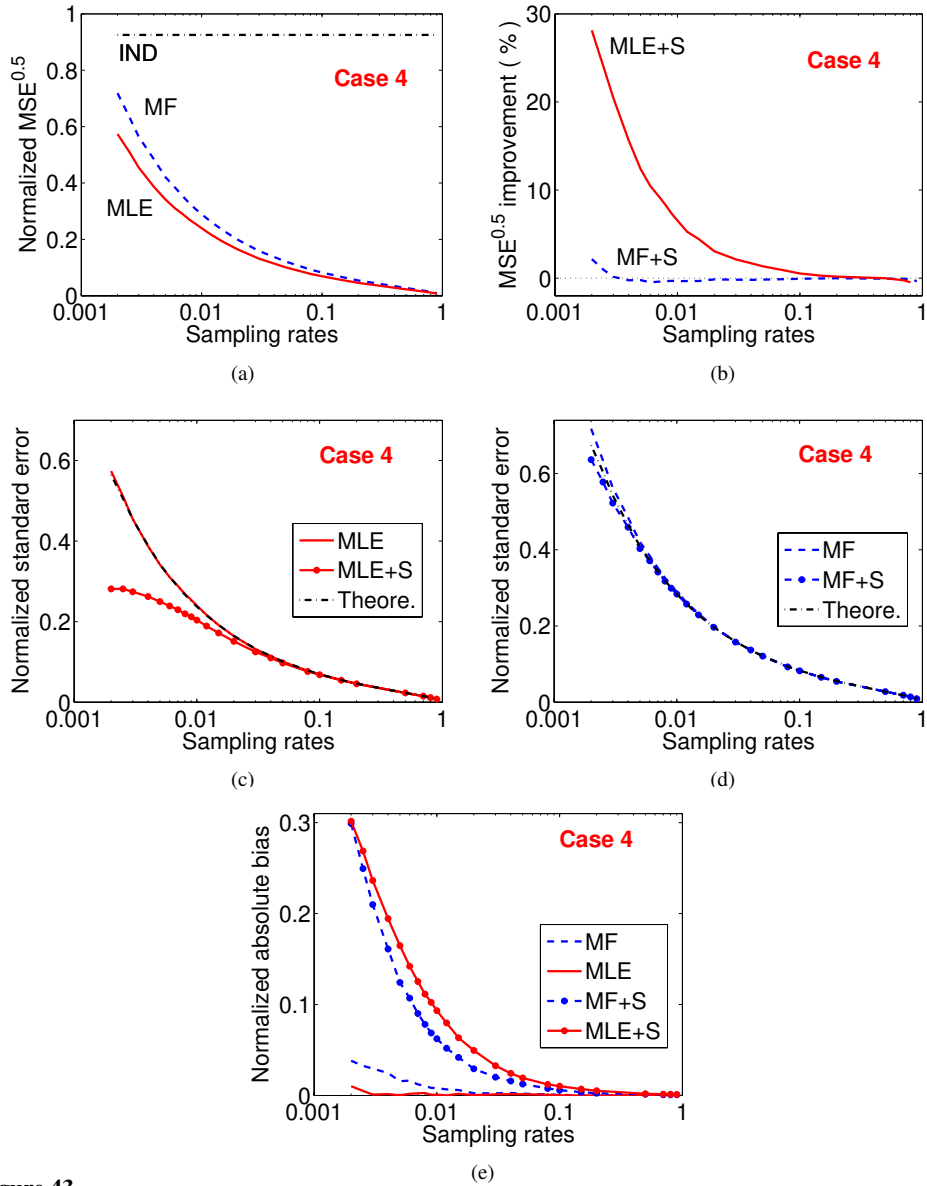 1
0.8
0.6
0.4
0.2
0
0.001
0.01
0.1
1
Normalized MSE^0.5
Sampling rates
IND
MF
MLE
Case 4
(a)
30
20
10
0
0.001
0.01
0.1
1
MSE^0.5 improvement ( % )
Sampling rates
MLE+S
MF+S
Case 4
(b)
0.6
0.4
0.2
0
0.001
0.01
0.1
1
Normalized standard error
Sampling rates
Case 4
MLE
MLE+S
Theore.
(c)
0.6
0.4
0.2
0
0.001
0.01
0.1
1
Normalized standard error
Sampling rates
Case 4
MF
MF+S
Theore.
(d)
0.3
0.2
0.1
0
0.001
0.01
0.1
1
Normalized absolute bias
Sampling rates
Case 4
MF
MLE
MF+S
MLE+S
(e)